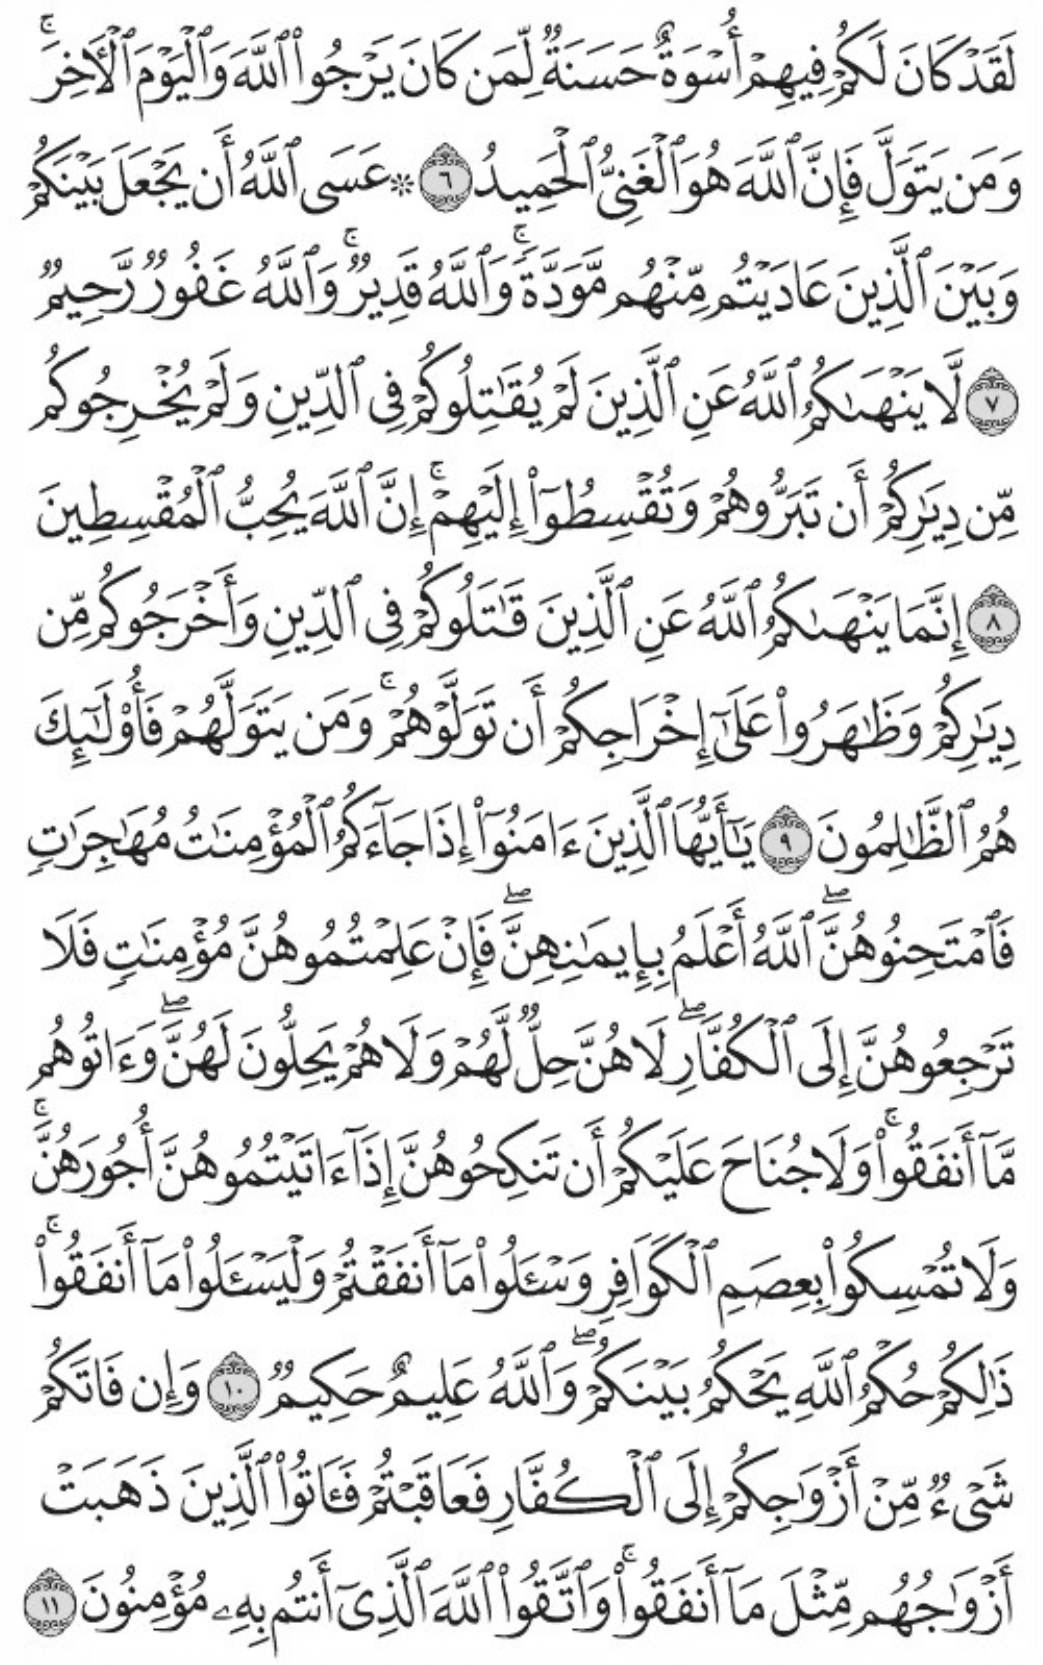 لَقَدْ كَانَ لَكُمْ فِيهِمْ أُسْوَةٌ حَسَنَةٌ لِّمَن كَانَ يَرْجُوا۟ ٱللَّهَ وَٱلْيَوْمَ ٱلْـَٔاخِرَ ۚ
وَمَن يَتَوَلَّ فَإِنَّ ٱللَّهَ هُوَ ٱلْغَنِىُّ ٱلْحَمِيدُ ٦ ۞ عَسَى ٱللَّهُ أَن يَجْعَلَ بَيْنَكُمْ
وَبَيْنَ ٱلَّذِينَ عَادَيْتُم مِّنْهُم مَّوَدَّةً ۚ وَٱللَّهُ قَدِيرٌ ۚ وَٱللَّهُ غَفُورٌ رَّحِيمٌ
٧ لَّا يَنْهَىٰكُمُ ٱللَّهُ عَنِ ٱلَّذِينَ لَمْ يُقَـٰتِلُوكُمْ فِى ٱلدِّينِ وَلَمْ يُخْرِجُوكُم
مِّن دِيَـٰرِكُمْ أَن تَبَرُّوهُمْ وَتُقْسِطُوٓا۟ إِلَيْهِمْ ۚ إِنَّ ٱللَّهَ يُحِبُّ ٱلْمُقْسِطِينَ
٨ إِنَّمَا يَنْهَىٰكُمُ ٱللَّهُ عَنِ ٱلَّذِينَ قَـٰتَلُوكُمْ فِى ٱلدِّينِ وَأَخْرَجُوكُم مِّن
دِيَـٰرِكُمْ وَظَـٰهَرُوا۟ عَلَىٰٓ إِخْرَاجِكُمْ أَن تَوَلَّوْهُمْ ۚ وَمَن يَتَوَلَّهُمْ فَأُو۟لَـٰٓئِكَ
هُمُ ٱلظَّـٰلِمُونَ ٩ يَـٰٓأَيُّهَا ٱلَّذِينَ ءَامَنُوٓا۟ إِذَا جَآءَكُمُ ٱلْمُؤْمِنَـٰتُ مُهَـٰجِرَٰتٍ
فَٱمْتَحِنُوهُنَّ ۖ ٱللَّهُ أَعْلَمُ بِإِيمَـٰنِهِنَّ ۖ فَإِنْ عَلِمْتُمُوهُنَّ مُؤْمِنَـٰتٍ فَلَا
تَرْجِعُوهُنَّ إِلَى ٱلْكُفَّارِ ۖ لَا هُنَّ حِلٌّ لَّهُمْ وَلَا هُمْ يَحِلُّونَ لَهُنَّ ۖ وَءَاتُوهُم
مَّآ أَنفَقُوا۟ ۚ وَلَا جُنَاحَ عَلَيْكُمْ أَن تَنكِحُوهُنَّ إِذَآ ءَاتَيْتُمُوهُنَّ أُجُورَهُنَّ ۚ
وَلَا تُمْسِكُوا۟ بِعِصَمِ ٱلْكَوَافِرِ وَسْـَٔلُوا۟ مَآ أَنفَقْتُمْ وَلْيَسْـَٔلُوا۟ مَآ أَنفَقُوا۟ ۚ
ذَٰلِكُمْ حُكْمُ ٱللَّهِ يَحْكُمُ بَيْنَكُمْ ۖ وَٱللَّهُ عَلِيمٌ حَكِيمٌ ١٠ وَإِن فَاتَكُمْ
شَىْءٌ مِّنْ أَزْوَٰجِكُمْ إِلَى ٱلْكُفَّارِ فَعَاقَبْتُمْ فَـَٔاتُوا۟ ٱلَّذِينَ ذَهَبَتْ
أَزْوَٰجُهُم مِّثْلَ مَآ أَنفَقُوا۟ ۚ وَٱتَّقُوا۟ ٱللَّهَ ٱلَّذِىٓ أَنتُم بِهِۦ مُؤْمِنُونَ ١١